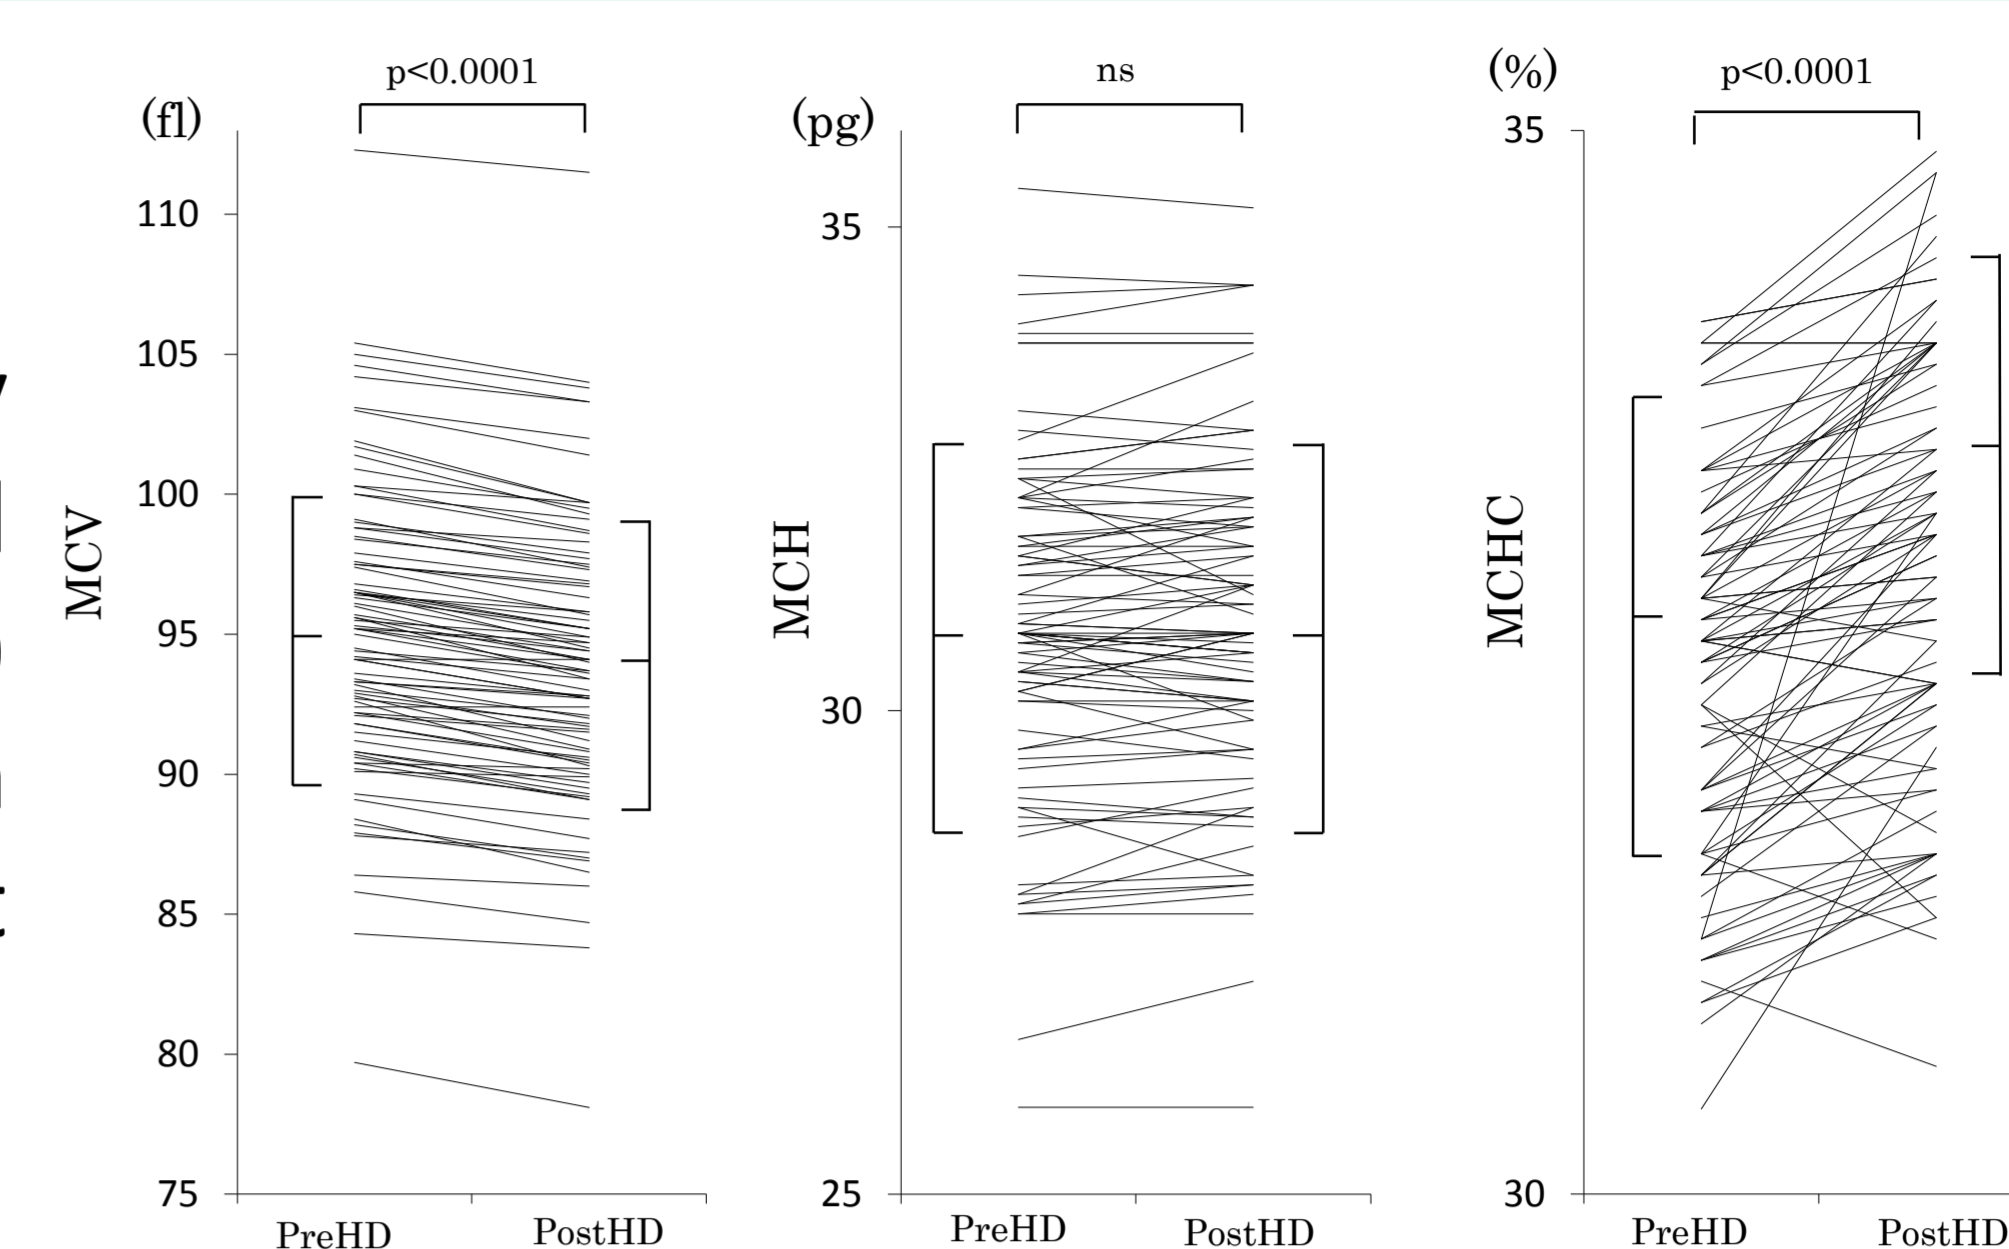 p<0.0001
(fl)
110
105
100
95
90
85
80
75
MCV
PreHD
PostHD
ns
(pg)
35
30
25
MCH
PreHD
PostHD
p<0.0001
(%)
35
30
MCHC
PreHD
PostHD